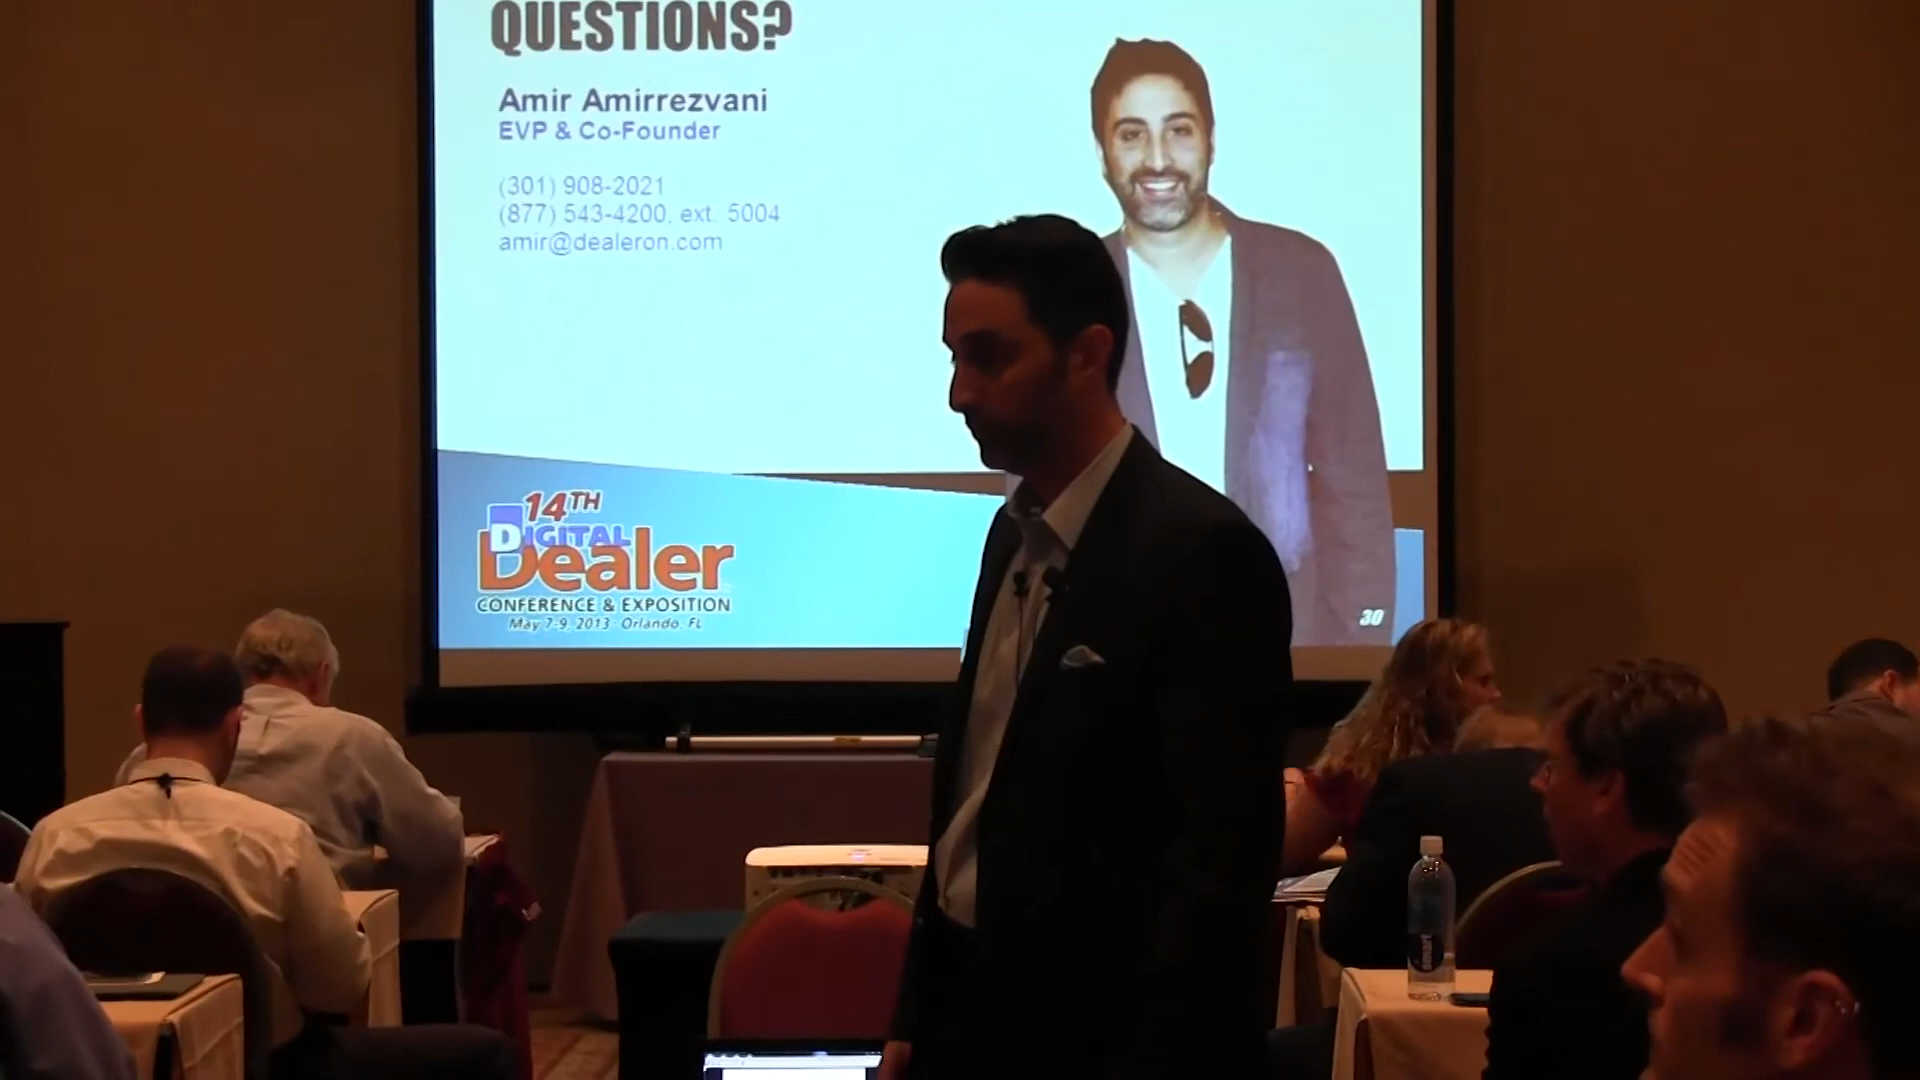 QUESTIONS?
Amir Amirrezvani
EVP & Co-Founder
(301) 908-2021
(877) 543-4200, ext. 5004
amir@dealeron.com
14TH
DIGITAL
Dealer
CONFERENCE & EXPOSITION
May 7-9, 2013 Orlando, FL
30
smart